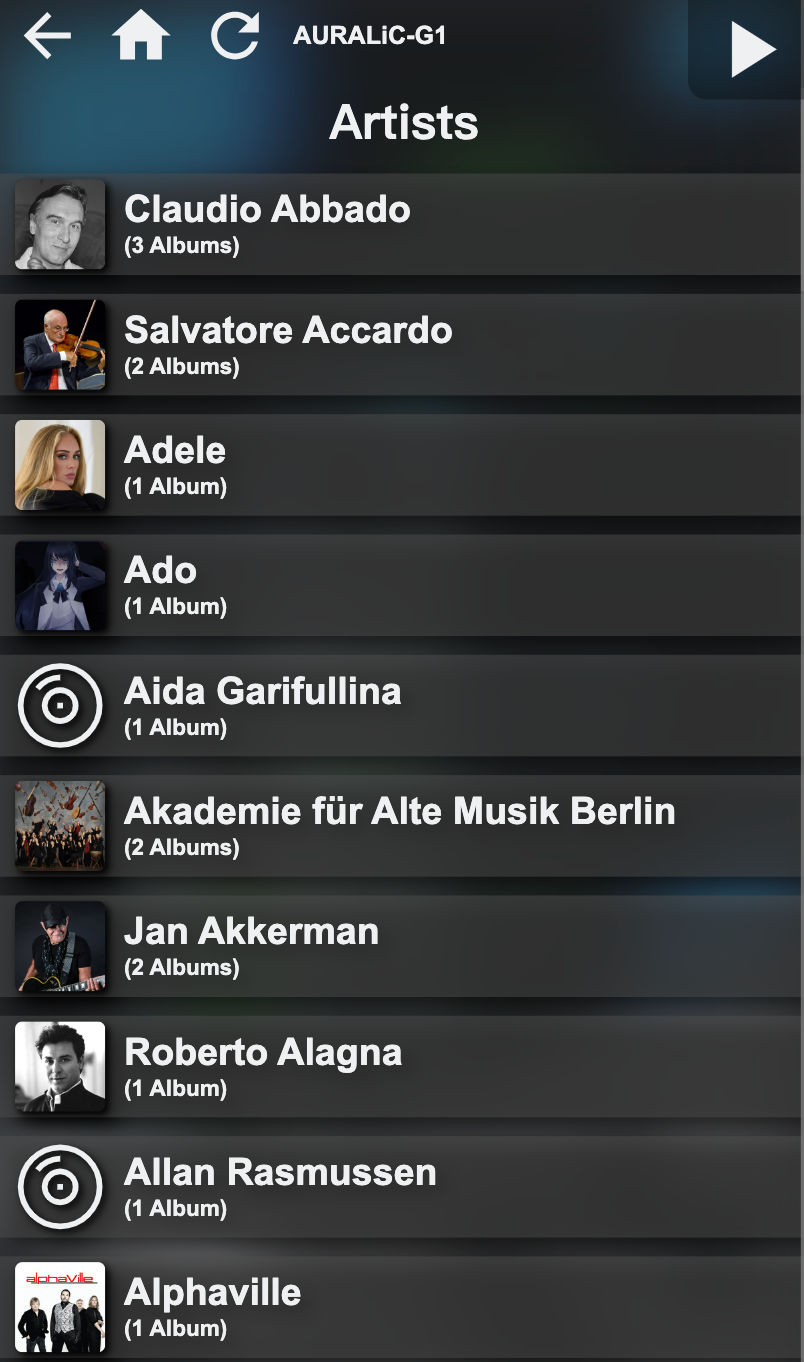 AURALiC-G1
Artists
Claudio Abbado
(3 Albums)
Salvatore Accardo
(2 Albums)
Adele
(1 Album)
Ado
(1 Album)
Aida Garifullina
(1 Album)
Akademie für Alte Musik Berlin
(2 Albums)
Jan Akkerman
(2 Albums)
Roberto Alagna
(1 Album)
Allan Rasmussen
(1 Album)
alphaville
Alphaville
(1 Album)